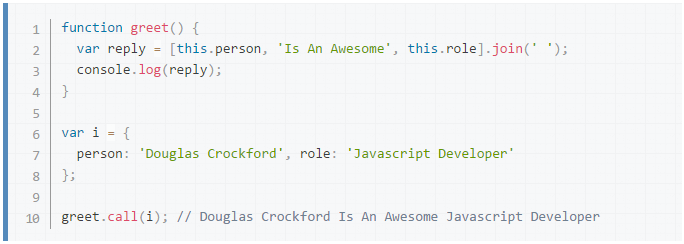 1 function greet() {
2   var reply = [this.person, 'Is An Awesome', this.role].join(' ');
3   console.log(reply);
4 }
5
6 var i = {
7   person: 'Douglas Crockford', role: 'Javascript Developer'
8 };
9
10 greet.call(i); // Douglas Crockford Is An Awesome Javascript Developer